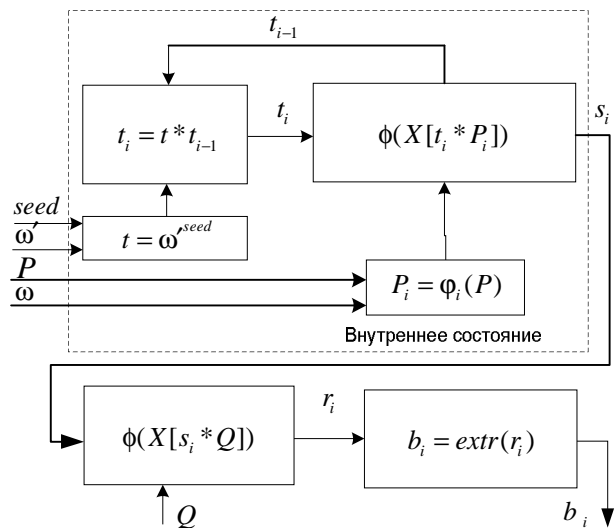 t_{i-1}
t_i = t * t_{i-1}
t_i
ϕ(X[t_i * P_i])
s_i
seed
ω'
t = ω'^{seed}
P
ω
P_i = φ_i(P)
Внутреннее состояние
ϕ(X[s_i * Q])
r_i
b_i = extr(r_i)
Q
b_i